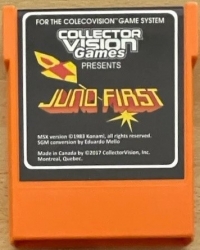 FOR THE COLECOVISION™ GAME SYSTEM
COLLECTOR
VISION
Games
PRESENTS
JUNO FIRST
MSX version ©1983 Konami, all rights reserved.
SGM conversion by Eduardo Mello
Made in Canada by ©2017 CollectorVision, Inc.
Montreal, Quebec.